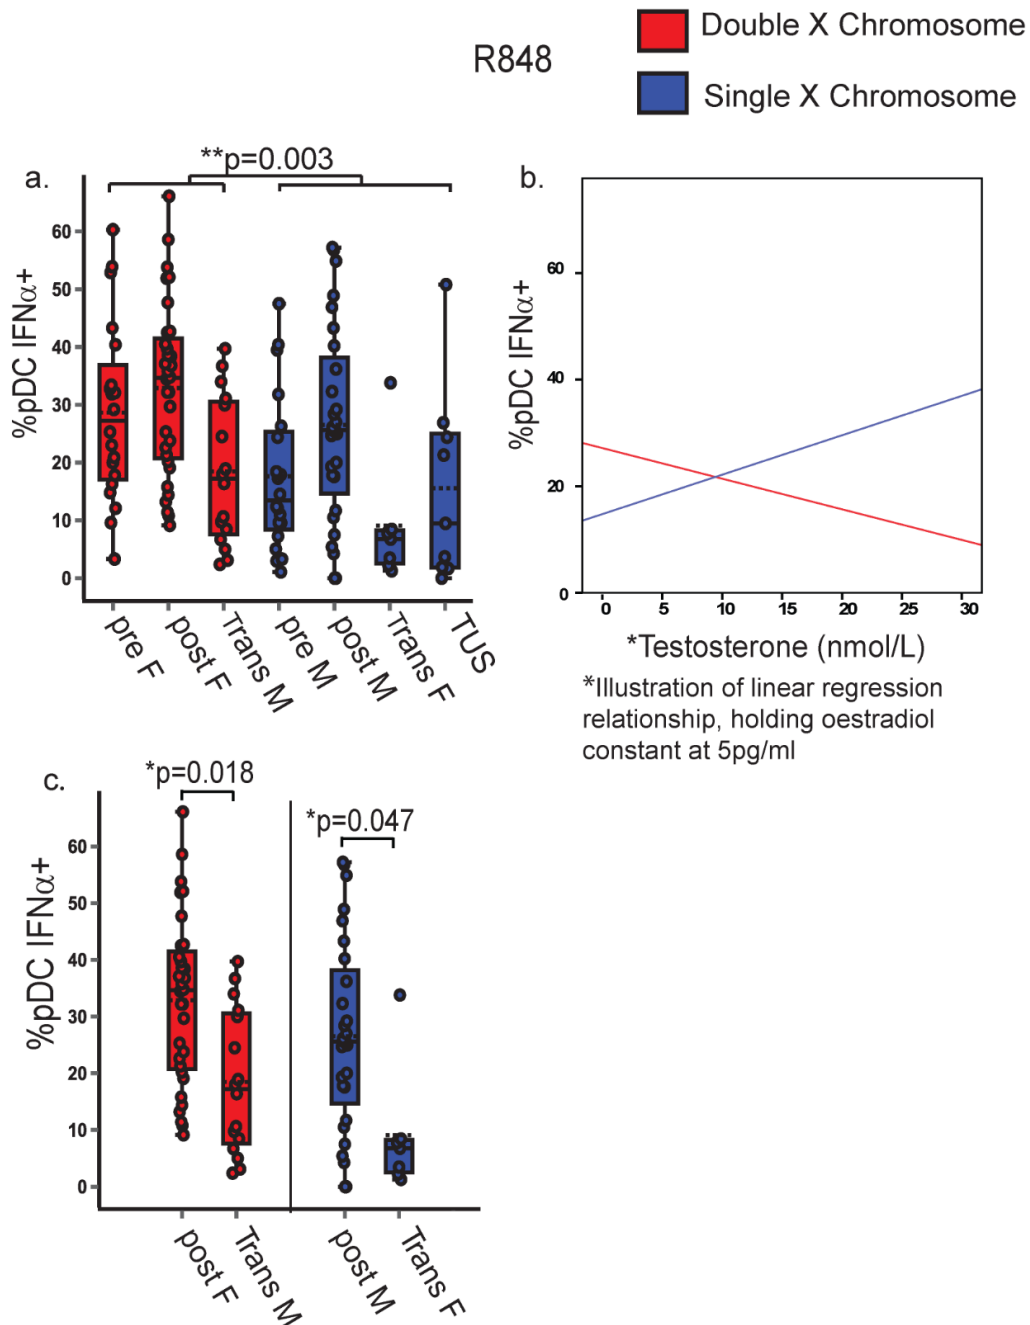 Double X Chromosome
R848
Single X Chromosome
a.
**p=0.003
%pDC IFNα+
60
50
40
30
20
10
0
pre F
post F
Trans M
pre M
post M
Trans F
TUS
b.
%pDC IFNα+
60
40
20
0
0 5 10 15 20 25 30
*Testosterone (nmol/L)
*Illustration of linear regression
relationship, holding oestradiol
constant at 5pg/ml
c.
*p=0.018
*p=0.047
%pDC IFNα+
60
50
40
30
20
10
0
post F
Trans M
post M
Trans F